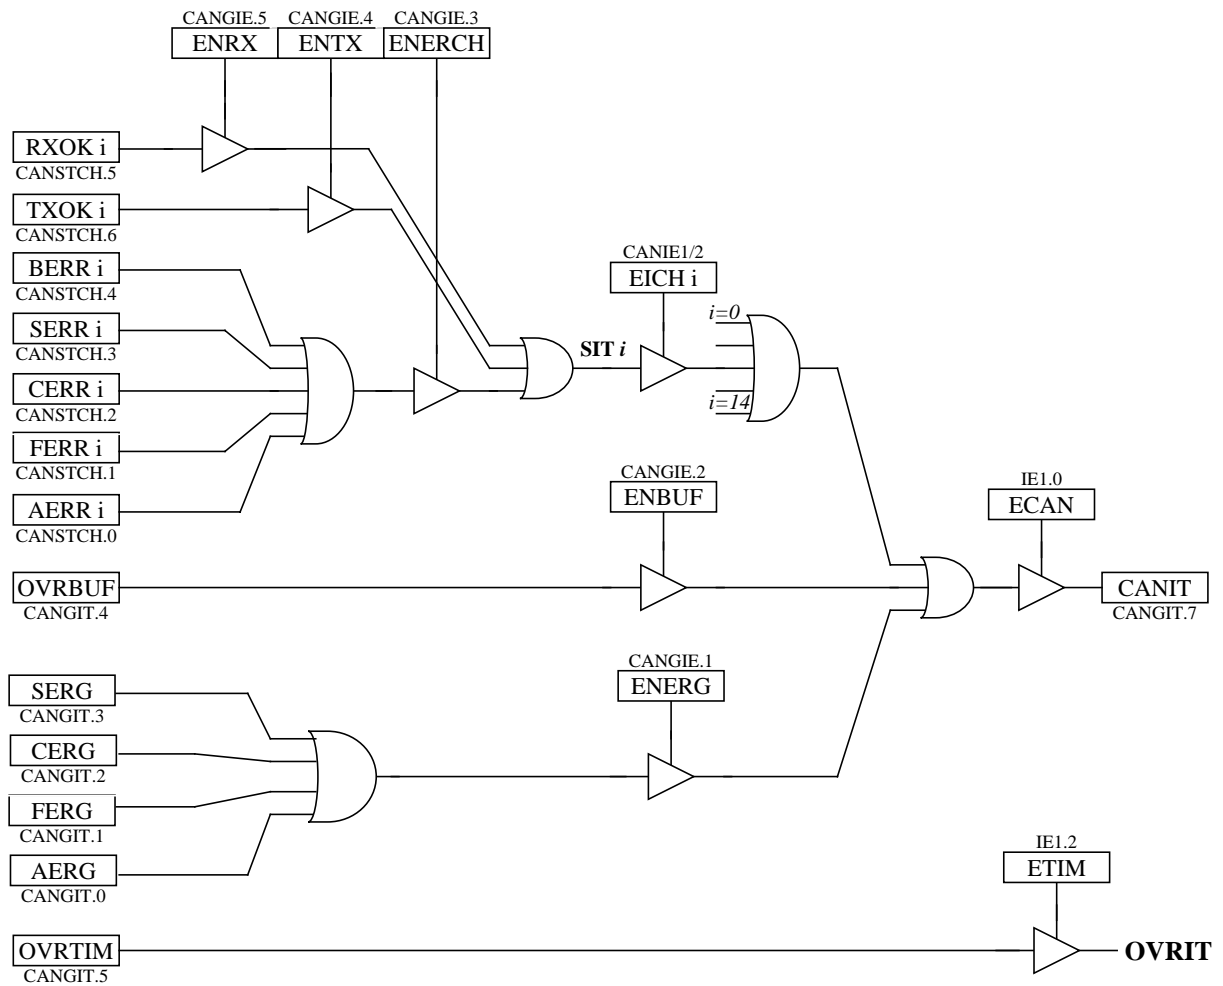 CANGIE.5 CANGIE.4 CANGIE.3
ENRX ENTX ENERCH
RXOK i
CANSTCH.5
TXOK i
CANSTCH.6
BERR i
CANSTCH.4
SERR i
CANSTCH.3
CERR i
CANSTCH.2
FERR i
CANSTCH.1
AERR i
CANSTCH.0
SIT i
CANIE1/2
EICH i
i=0
i=14
CANGIE.2
ENBUF
OVRBUF
CANGIT.4
IE1.0
ECAN
CANIT
CANGIT.7
CANGIE.1
ENERG
SERG
CANGIT.3
CERG
CANGIT.2
FERG
CANGIT.1
AERG
CANGIT.0
IE1.2
ETIM
OVRTIM
CANGIT.5
OVRIT